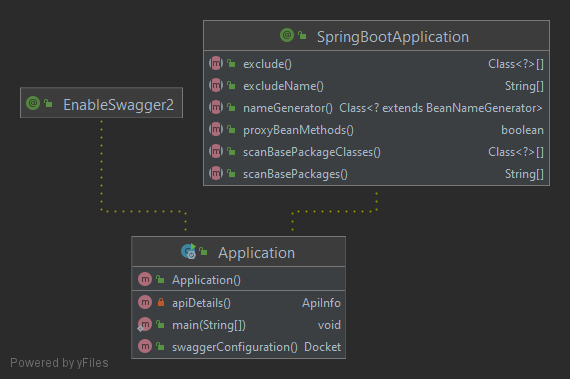 SpringBootApplication
exclude() Class<?>[]
excludeName() String[]
nameGenerator() Class<? extends BeanNameGenerator>
proxyBeanMethods() boolean
scanBasePackageClasses() Class<?>[]
scanBasePackages() String[]
EnableSwagger2
Application
Application()
apiDetails() ApiInfo
main(String[]) void
swaggerConfiguration() Docket
Powered by yFiles